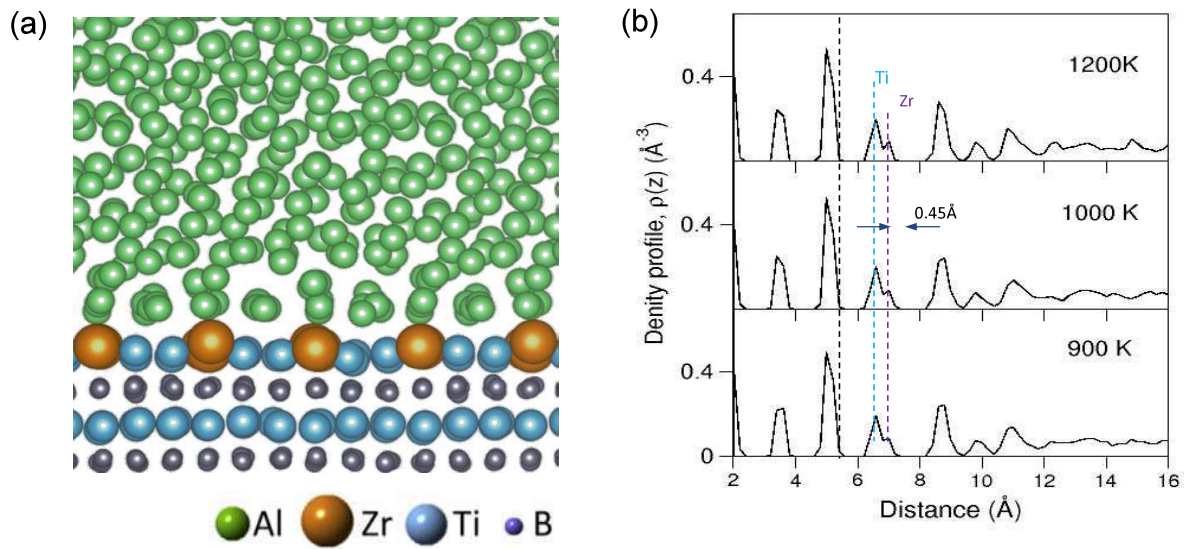 (a)
Al Zr Ti B
(b)
Denity profile, ρ(z) (Å-3)
1200K
0.4
Ti
Zr
1000 K
0.4
0.45Å
900 K
0.4
0
2 4 6 8 10 12 14 16
Distance (Å)